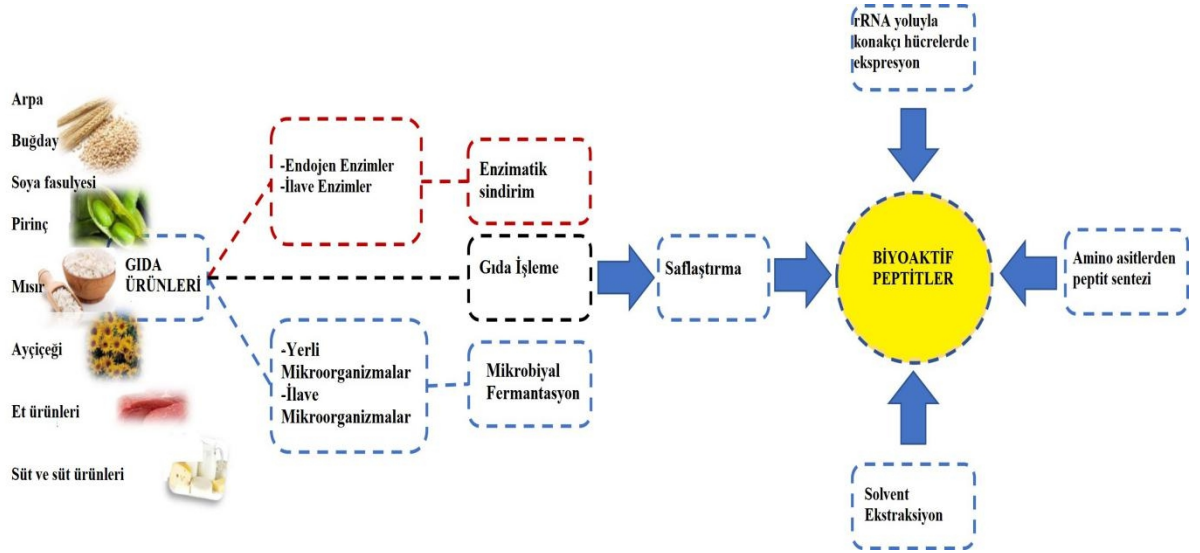 Arpa
Buğday
Soya fasulyesi
Pirinç
Mısır
Ayçiçeği
Et ürünleri
Süt ve süt ürünleri
GIDA
ÜRÜNLERİ
-Endojen Enzimler
-İlave Enzimler
Enzimatik
sindirim
Gıda İşleme
-Yerli
Mikroorganizmalar
-İlave
Mikroorganizmalar
Mikrobiyal
Fermantasyon
Saflaştırma
rRNA yoluyla
konakçı hücrelerde
ekspresyon
BİYOAKTİF
PEPTİTLER
Amino asitlerden
peptit sentezi
Solvent
Ekstraksiyon